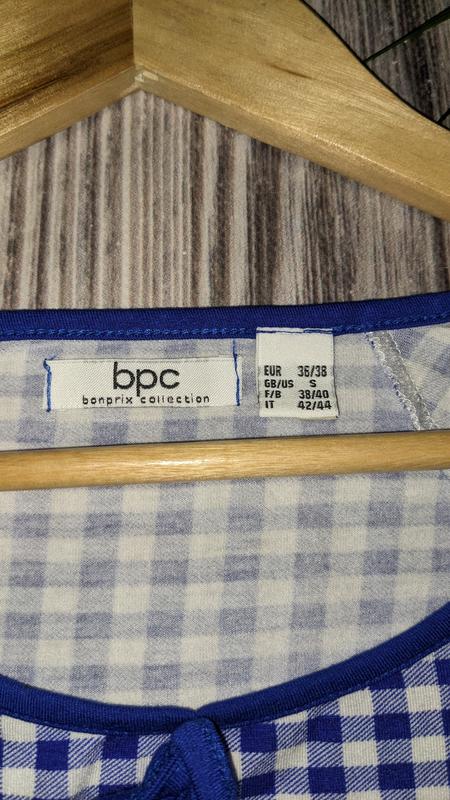 bpc
bonprix collection
EUR 36/38
GB/US S
F/B 38/40
IT 42/44